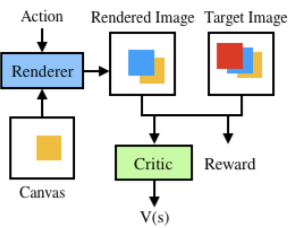 Action
Rendered Image
Target Image
Renderer
Canvas
Critic
Reward
V(s)